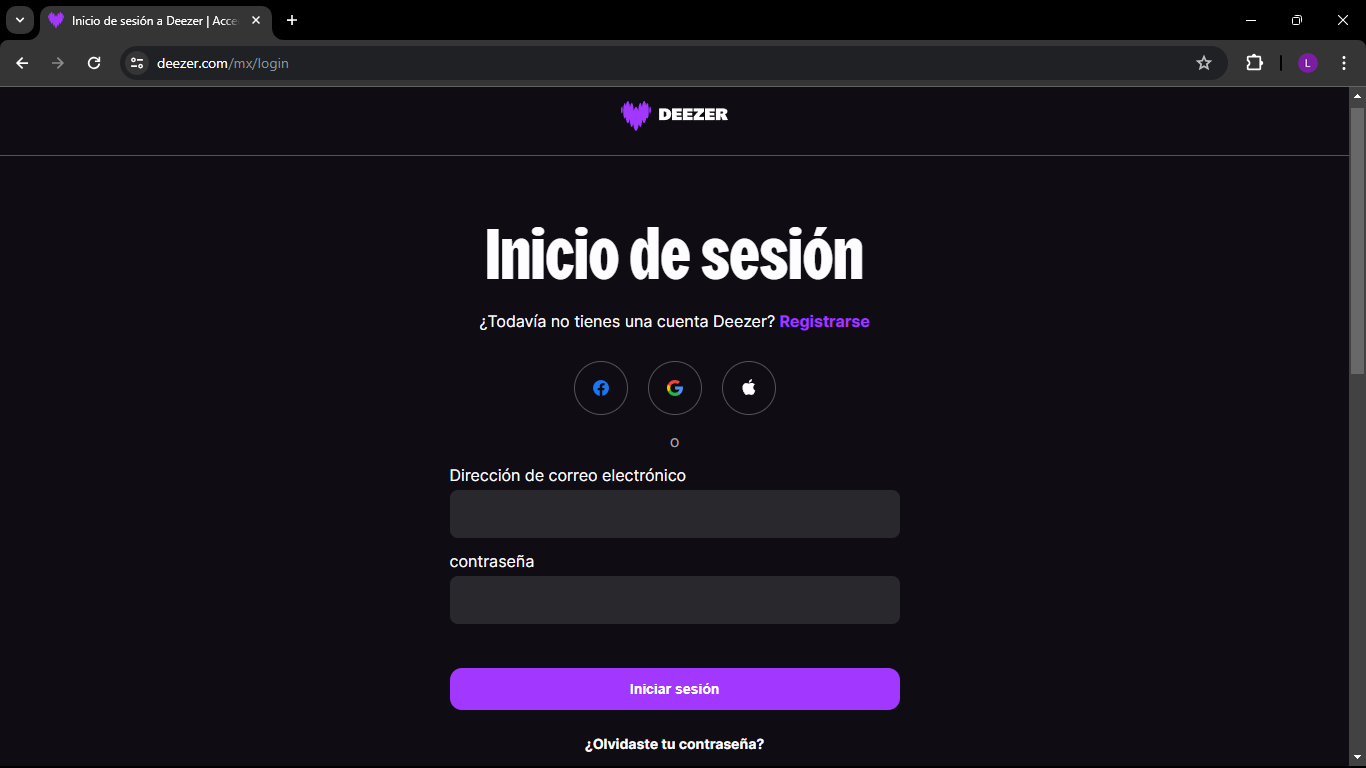 Inicio de sesión a Deezer | Acce
deezer.com/mx/login
L
DEEZER
Inicio de sesión
¿Todavía no tienes una cuenta Deezer? Registrarse
o
Dirección de correo electrónico
contraseña
Iniciar sesión
¿Olvidaste tu contraseña?